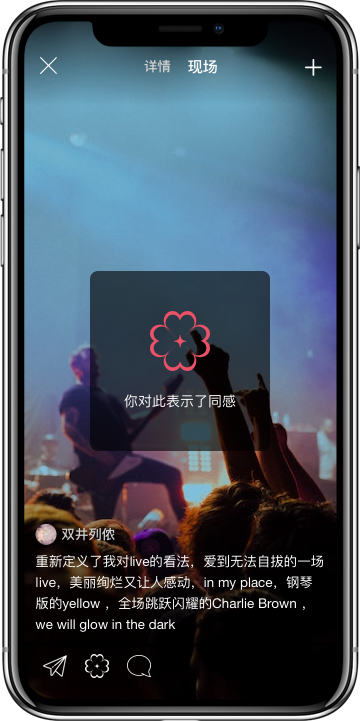 详情 现场
你对此表示了同感
双井列侬
重新定义了我对live的看法，爱到无法自拔的一场
live，美丽绚烂又让人感动，in my place，钢琴
版的yellow ，全场跳跃闪耀的Charlie Brown ，
we will glow in the dark